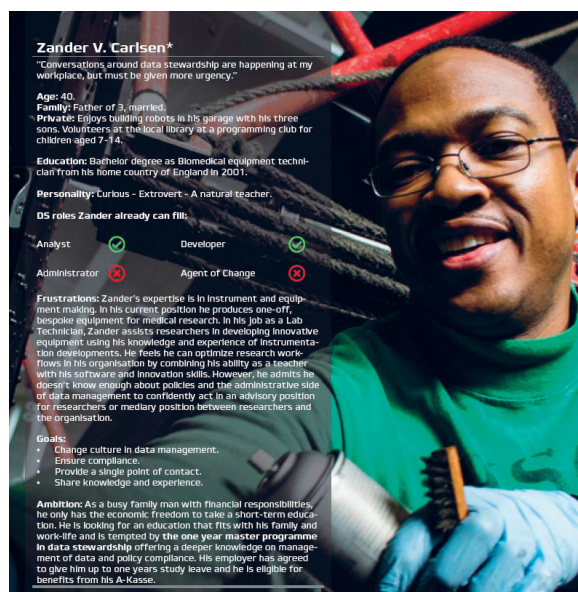 Zander V. Carlsen*
“Conversations around data stewardship are happening at my
workplace, but must be given more urgency.”
Age: 40.
Family: Father of 3, married.
Private: Enjoys building robots in his garage with his three
sons. Volunteers at the local library at a programming club for
children aged 7-14.
Education: Bachelor degree as Biomedical equipment techni-
cian from his home country of England in 2001.
Personality: Curious - Extrovert - A natural teacher.
DS roles Zander already can fill:
Analyst Developer
Administrator Agent of Change
Frustrations: Zander’s expertise is in instrument and equip-
ment making. In his current position he produces one-off,
bespoke equipment for medical research. In his job as a Lab
Technician, Zander assists researchers in developing innovative
equipment using his knowledge and experience of instrumenta-
tion developments. He feels he can optimize research work-
flows in his organisation by combining his ability as a teacher
with his software and innovation skills. However, he admits he
doesn’t know enough about policies and the administrative side
of data management to confidently act in an advisory position
for researchers or mediary position between researchers and
the organisation.
Goals:
• Change culture in data management.
• Ensure compliance.
• Provide a single point of contact.
• Share knowledge and experience.
Ambition: As a busy family man with financial responsibilities,
he only has the economic freedom to take a short-term educa-
tion. He is looking for an education that fits with his family and
work-life and is tempted by the one year master programme
in data stewardship offering a deeper knowledge on manage-
ment of data and policy compliance. His employer has agreed
to give him up to one years study leave and he is eligible for
benefits from his A-Kasse.